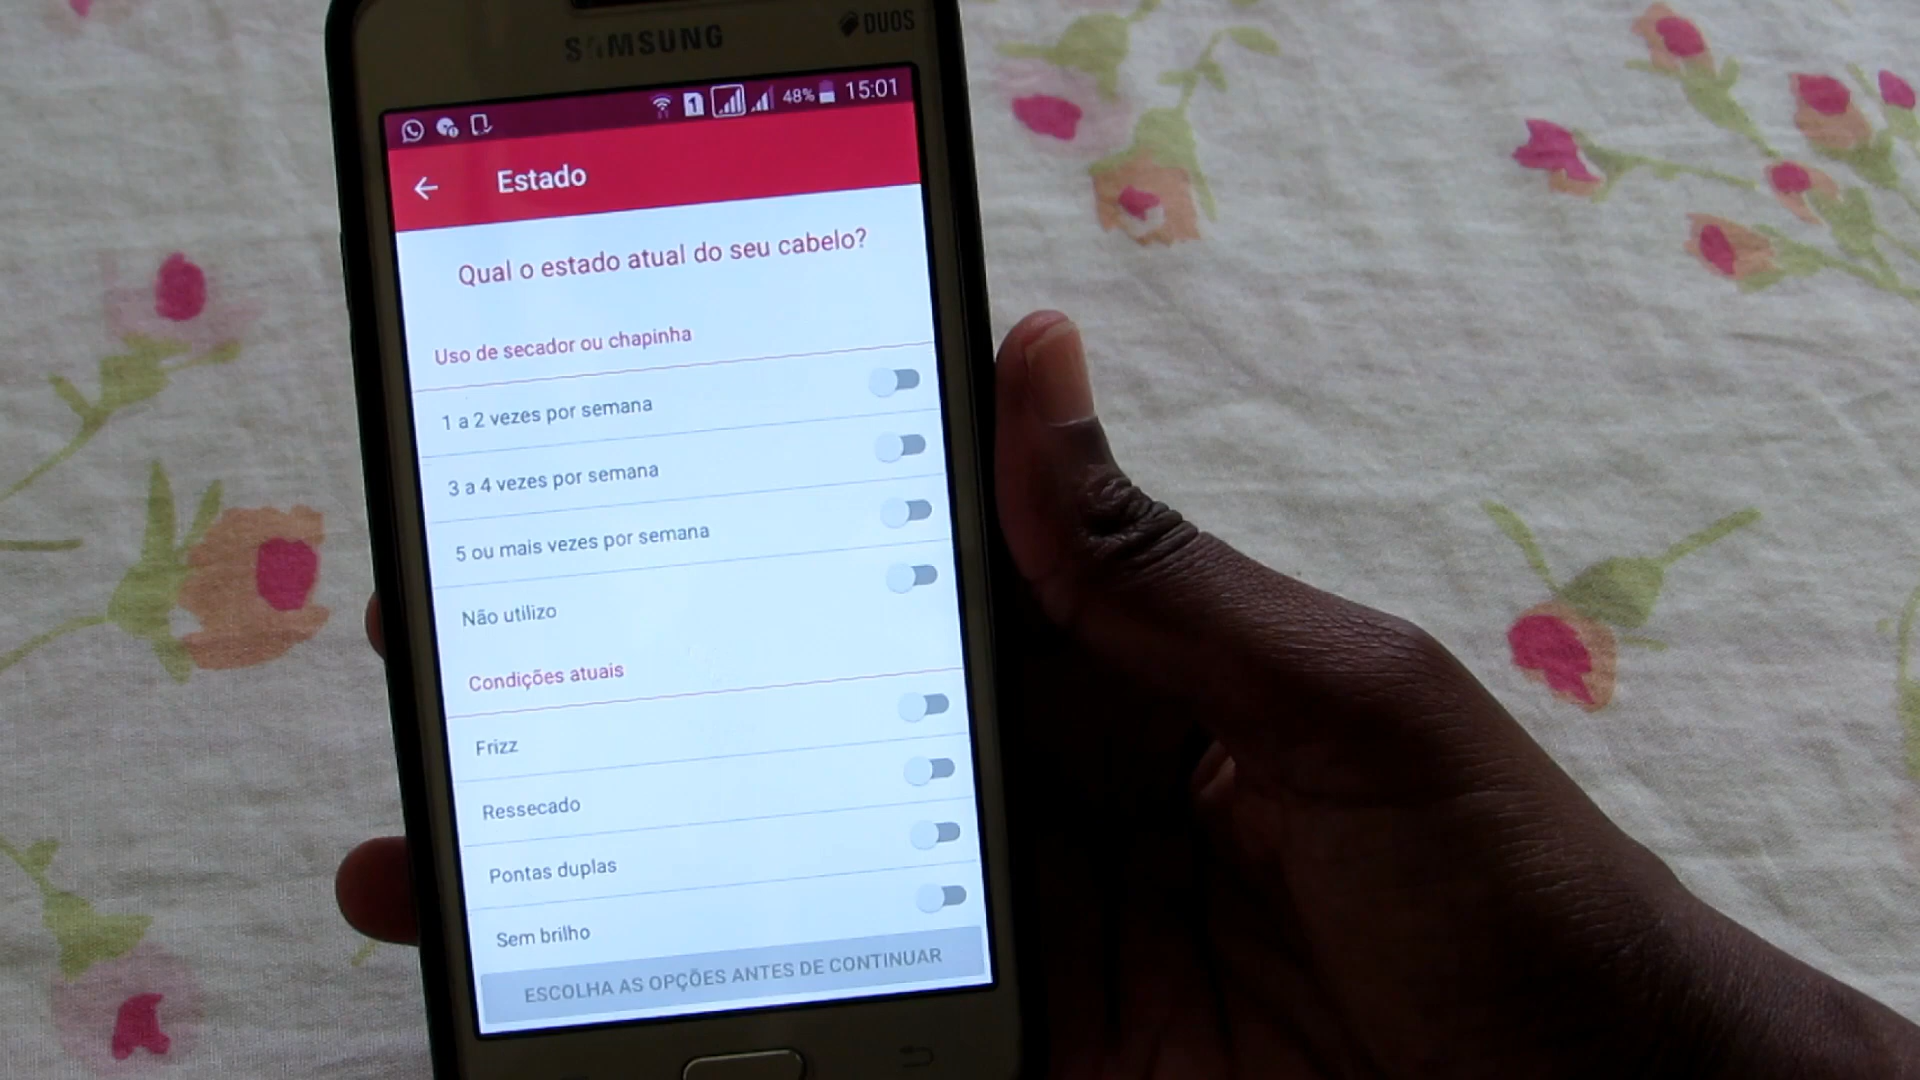 SAMSUNG
DUOS
1
48%
15:01
Estado
Qual o estado atual do seu cabelo?
Uso de secador ou chapinha
1 a 2 vezes por semana
3 a 4 vezes por semana
5 ou mais vezes por semana
Não utilizo
Condições atuais
Frizz
Ressecado
Pontas duplas
Sem brilho
ESCOLHA AS OPÇÕES ANTES DE CONTINUAR